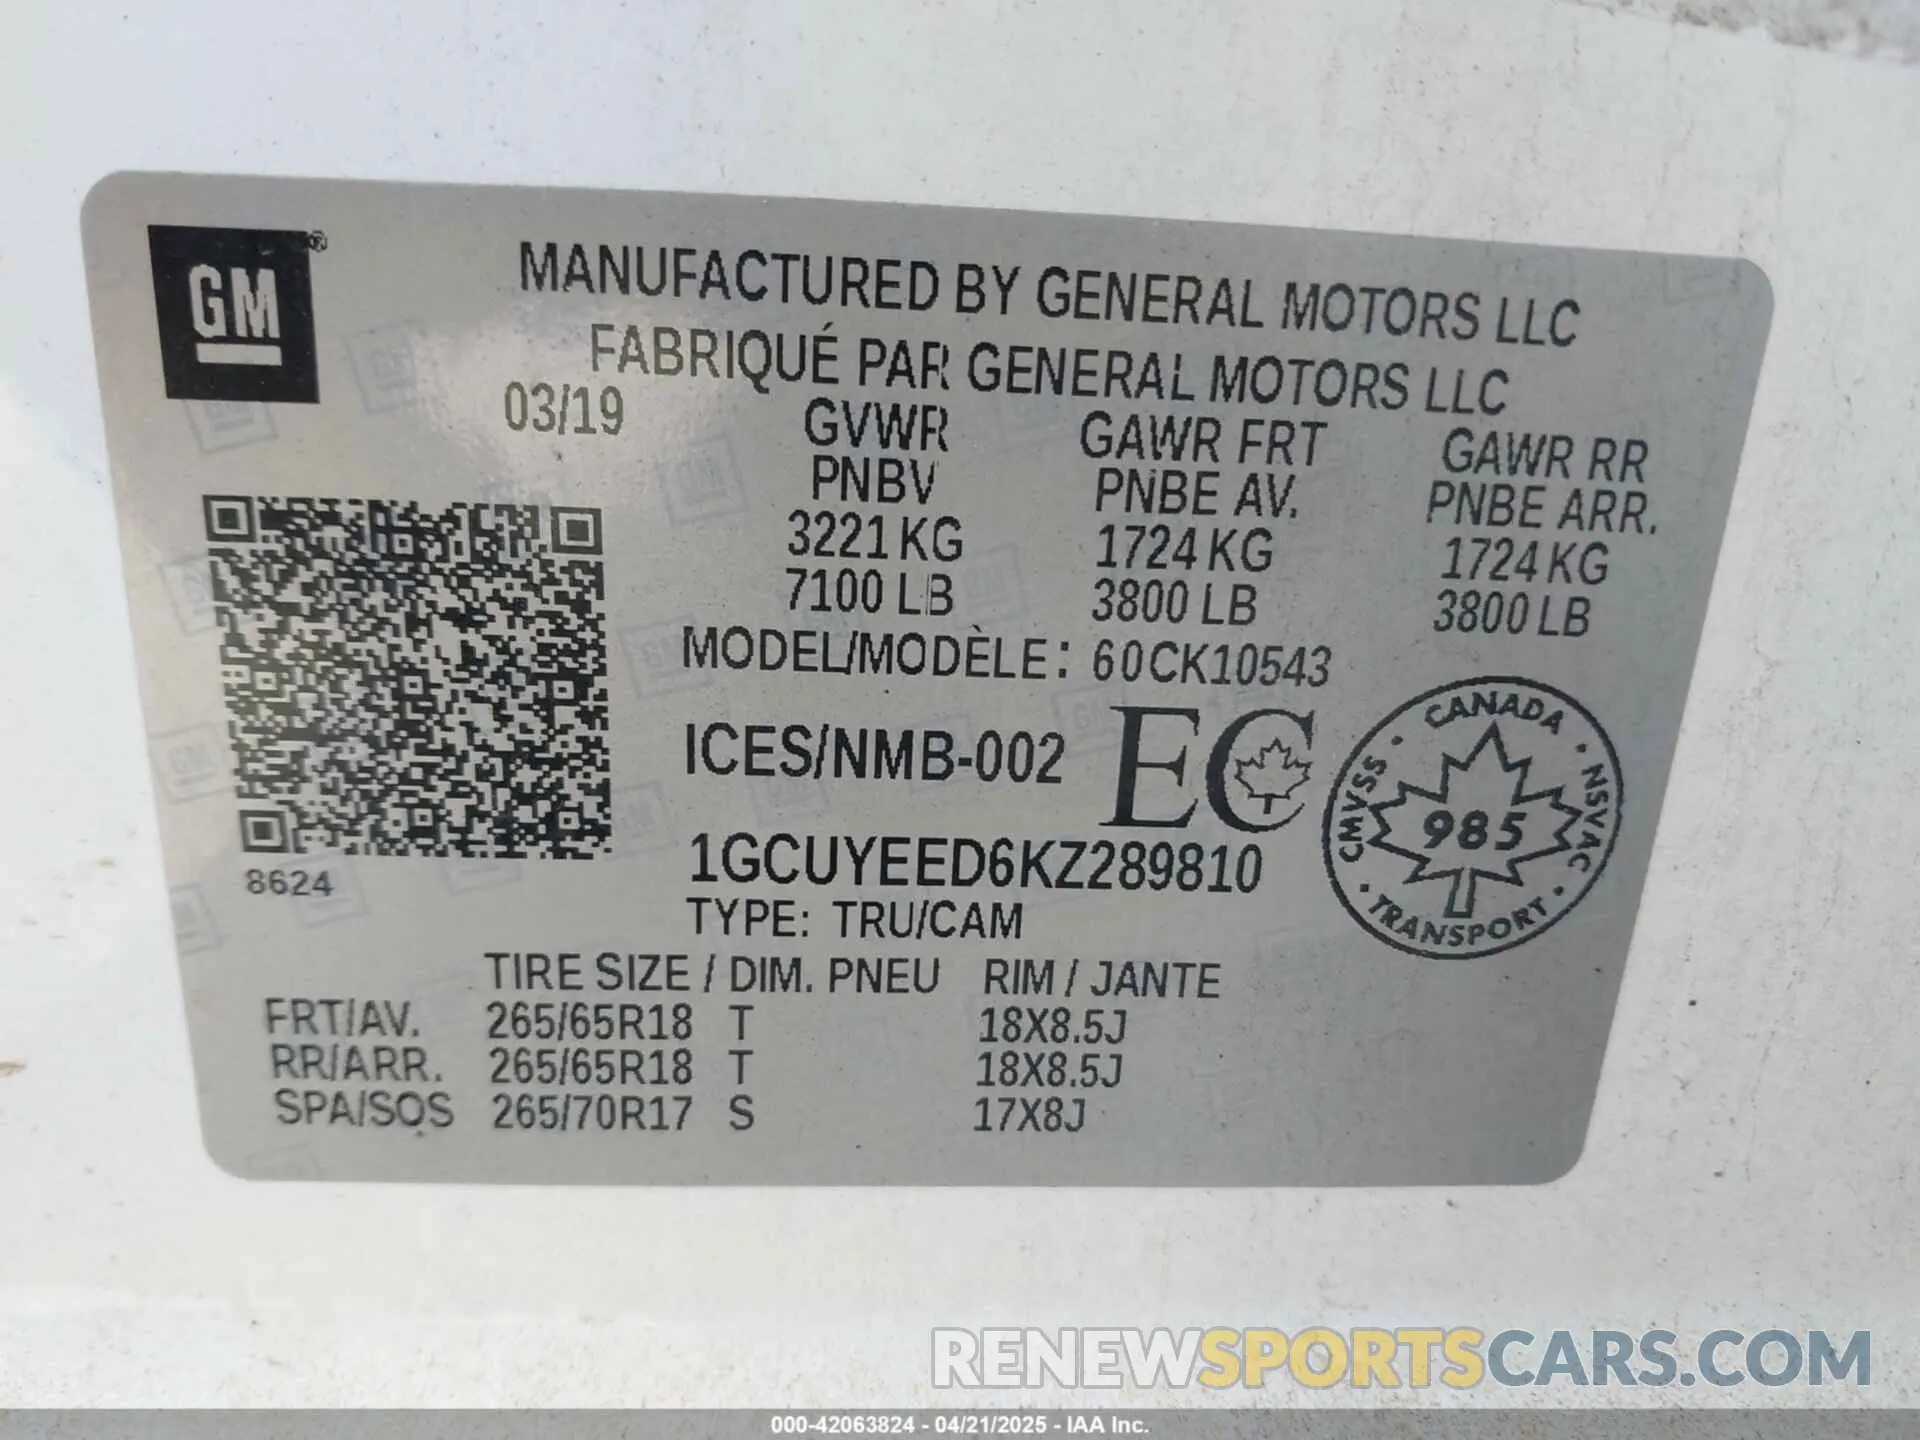 GM®
MANUFACTURED BY GENERAL MOTORS LLC
FABRIQUÉ PAR GENERAL MOTORS LLC
03/19 GVWR GAWR FRT GAWR RR
PNBV PNBE AV. PNBE ARR.
3221 KG 1724 KG 1724 KG
7100 LB 3800 LB 3800 LB
MODEL/MODÈLE: 60CK10543
ICES/NMB-002 EC
CANADA
CMVSS • NSVAC
985
TRANSPORT
1GCUYEED6KZ289810
8624
TYPE: TRU/CAM
TIRE SIZE / DIM. PNEU RIM / JANTE
FRT/AV. 265/65R18 T 18X8.5J
RR/ARR. 265/65R18 T 18X8.5J
SPA/SOS 265/70R17 S 17X8J
RENEWSPORTSCARS.COM
000-42063824 - 04/21/2025 - IAA Inc.